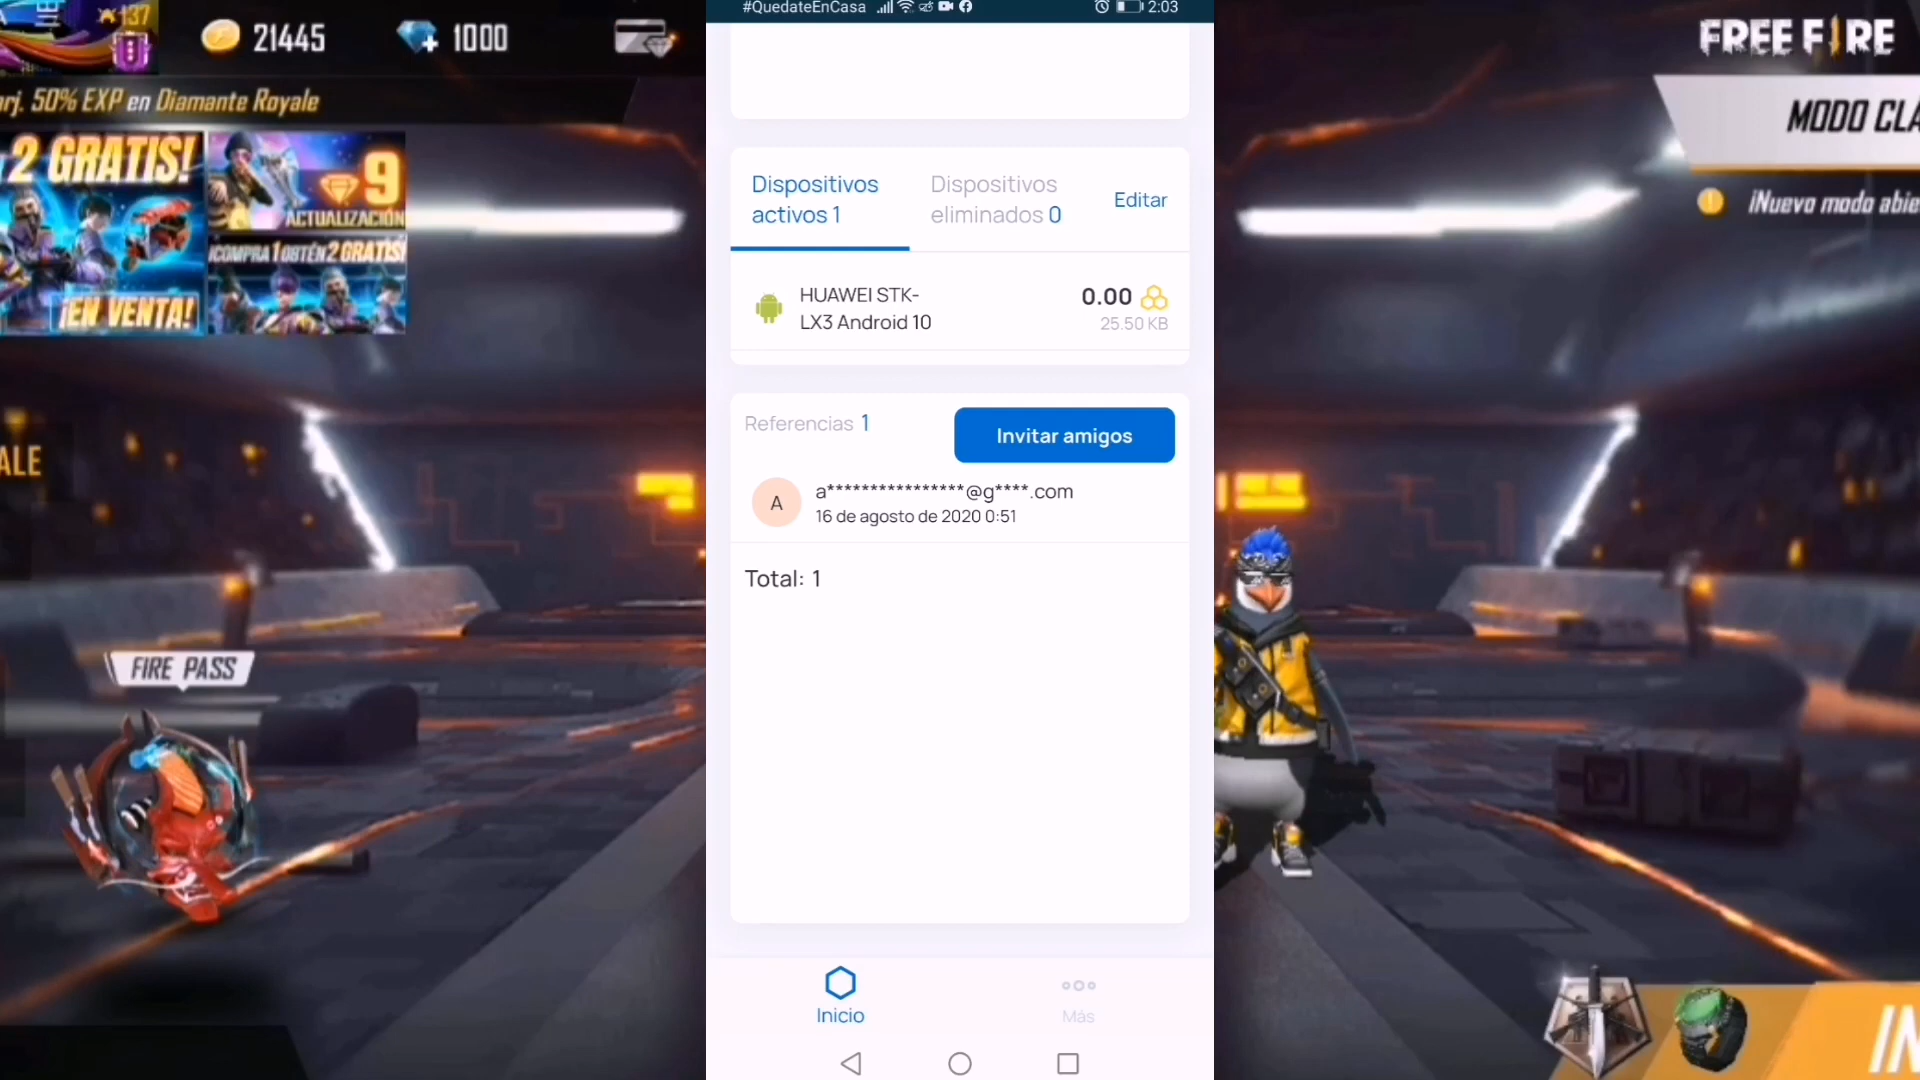 137
21445
1000
arj. 50% EXP en Diamante Royale
2 GRATIS!
¡EN VENTA!
9
ACTUALIZACIÓN
¡COMPRA 1 OBTÉN 2 GRATIS!
ALE
FIRE PASS
#QuedateEnCasa
2:03
Dispositivos
activos 1
Dispositivos
eliminados 0
Editar
HUAWEI STK-
LX3 Android 10
0.00
25.50 KB
Referencias 1
Invitar amigos
A
a****************@g****.com
16 de agosto de 2020 0:51
Total: 1
Inicio
Más
FREE FIRE
MODO CLA
¡Nuevo modo abie
IN